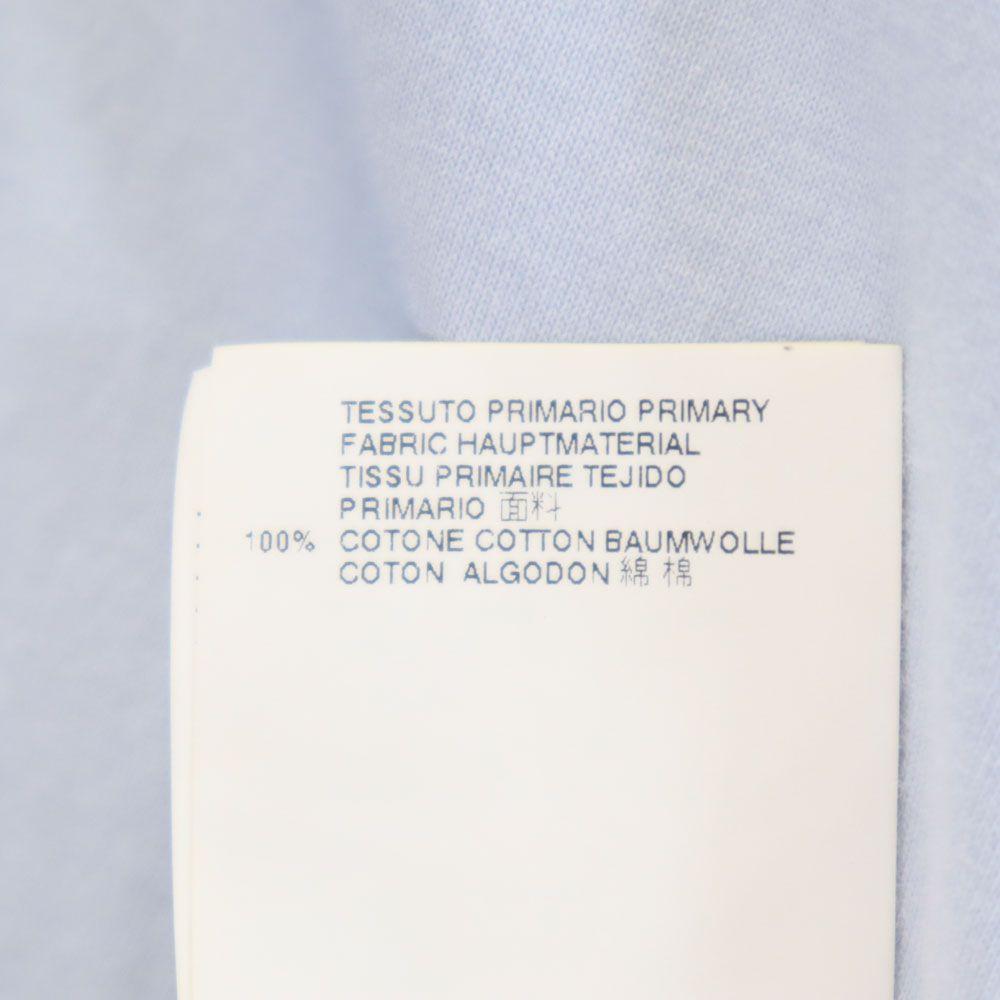 TESSUTO PRIMARIO PRIMARY
FABRIC HAUPTMATERIAL
TISSU PRIMAIRE TEJIDO
PRIMARIO 面料
100% COTONE COTTON BAUMWOLLE
COTON ALGODON 綿 棉